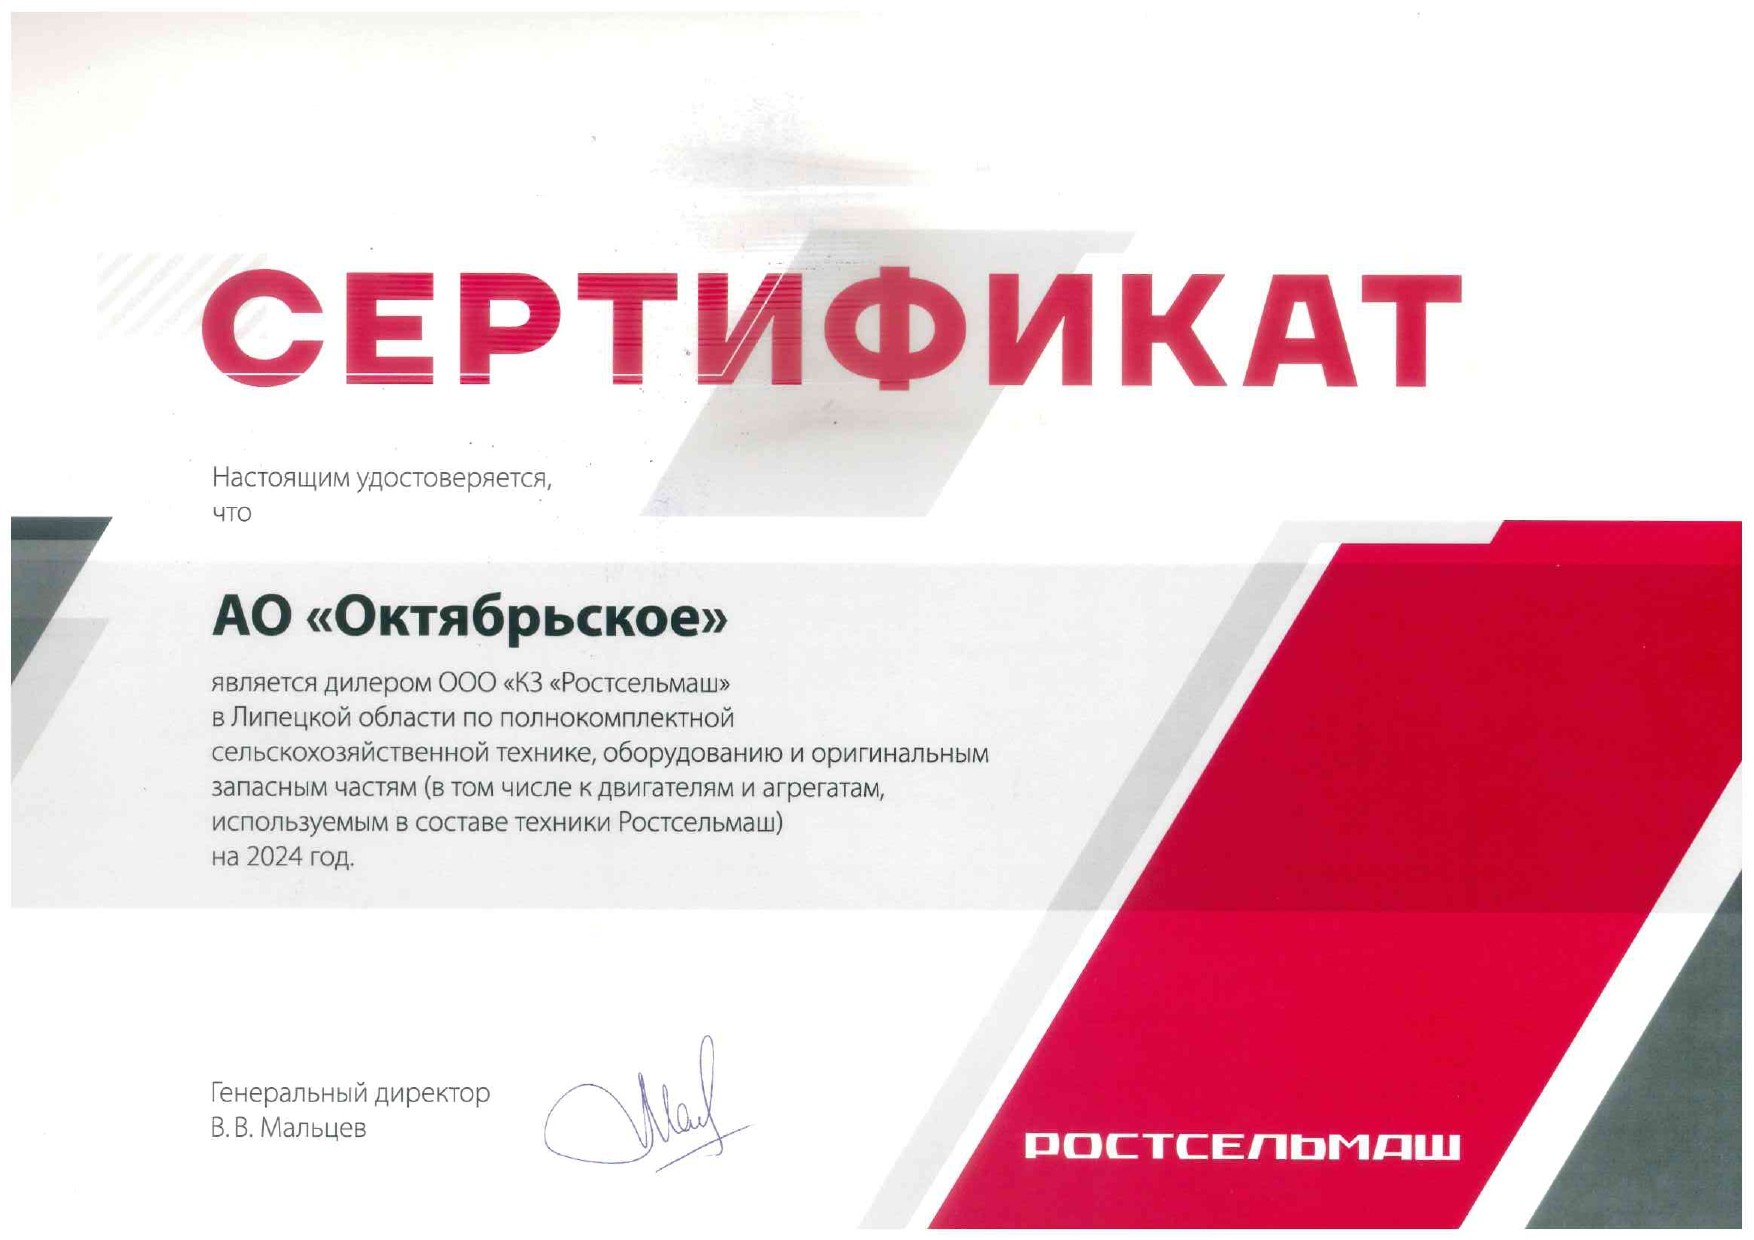 СЕРТИФИКАТ
Настоящим удостоверяется,
что
АО «Октябрьское»
является дилером ООО «КЗ «Ростсельмаш»
в Липецкой области по полнокомплектной
сельскохозяйственной технике, оборудованию и оригинальным
запасным частям (в том числе к двигателям и агрегатам,
используемым в составе техники Ростсельмаш)
на 2024 год.
Генеральный директор
В. В. Мальцев
РОСТСЕЛЬМАШ